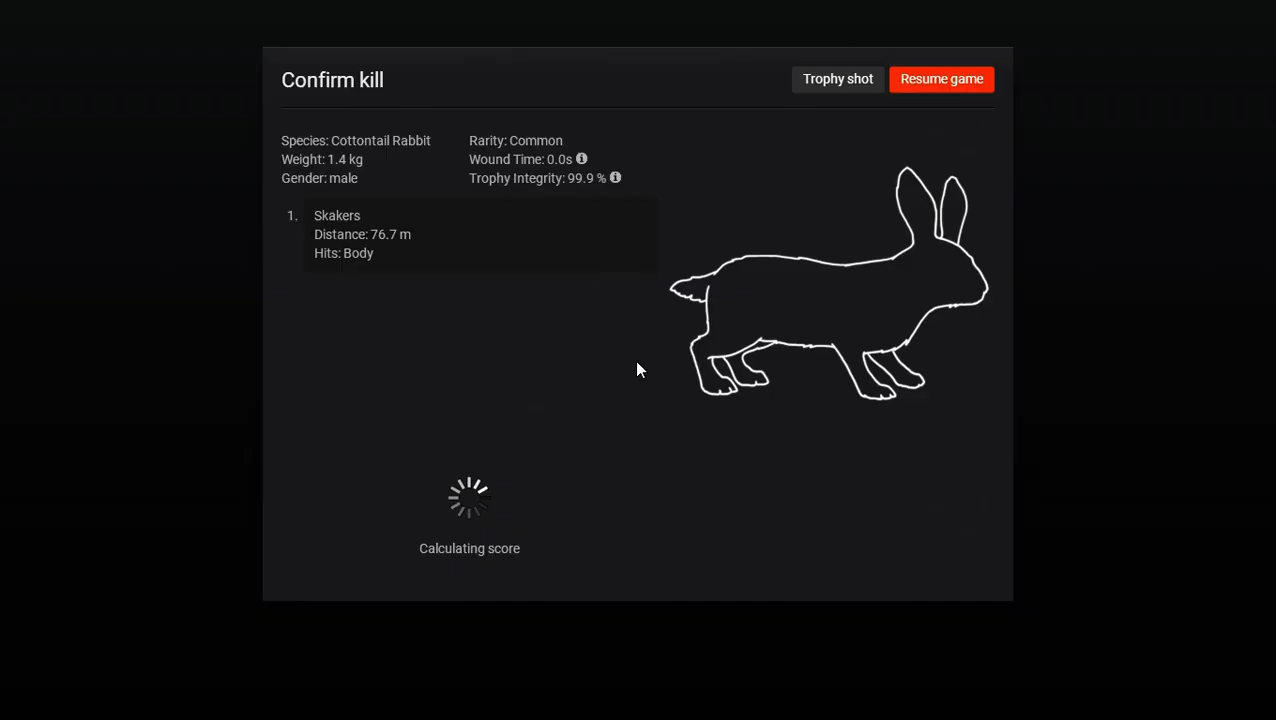 Confirm kill
Trophy shot
Resume game
Species: Cottontail Rabbit
Weight: 1.4 kg
Gender: male
Rarity: Common
Wound Time: 0.0s
Trophy Integrity: 99.9 %
1.
Skakers
Distance: 76.7 m
Hits: Body
Calculating score